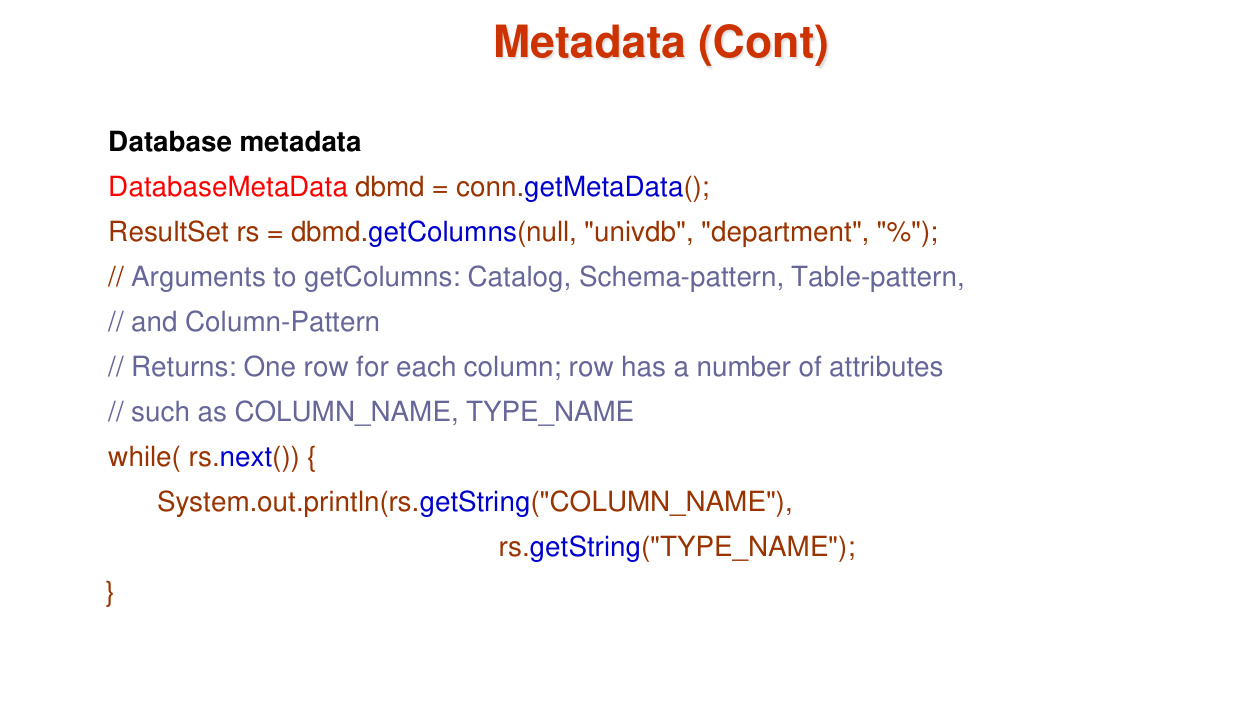 Metadata (Cont)
Database metadata
DatabaseMetaData dbmd = conn.getMetaData();
ResultSet rs = dbmd.getColumns(null, "univdb", "department", "%");
// Arguments to getColumns: Catalog, Schema-pattern, Table-pattern,
// and Column-Pattern
// Returns: One row for each column; row has a number of attributes
// such as COLUMN_NAME, TYPE_NAME
while( rs.next()) {
System.out.println(rs.getString("COLUMN_NAME"),
rs.getString("TYPE_NAME");
}